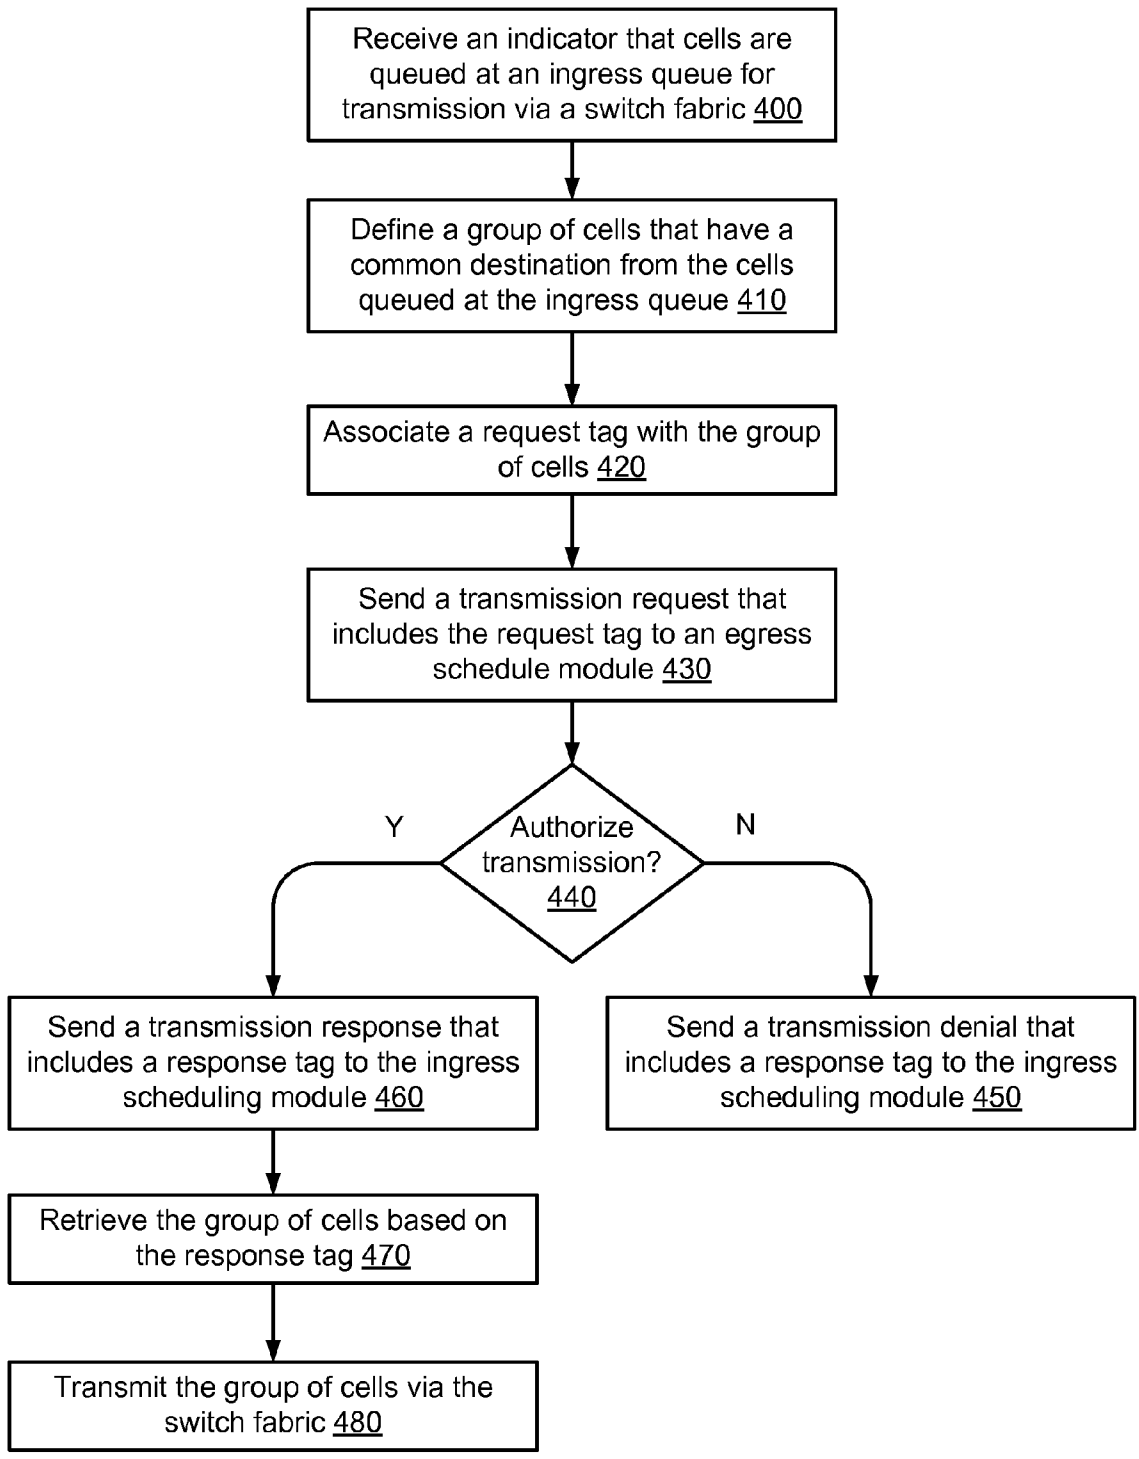 Receive an indicator that cells are
queued at an ingress queue for
transmission via a switch fabric 400
Define a group of cells that have a
common destination from the cells
queued at the ingress queue 410
Associate a request tag with the group
of cells 420
Send a transmission request that
includes the request tag to an egress
schedule module 430
Authorize
transmission?
440
Y
N
Send a transmission response that
includes a response tag to the ingress
scheduling module 460
Send a transmission denial that
includes a response tag to the ingress
scheduling module 450
Retrieve the group of cells based on
the response tag 470
Transmit the group of cells via the
switch fabric 480